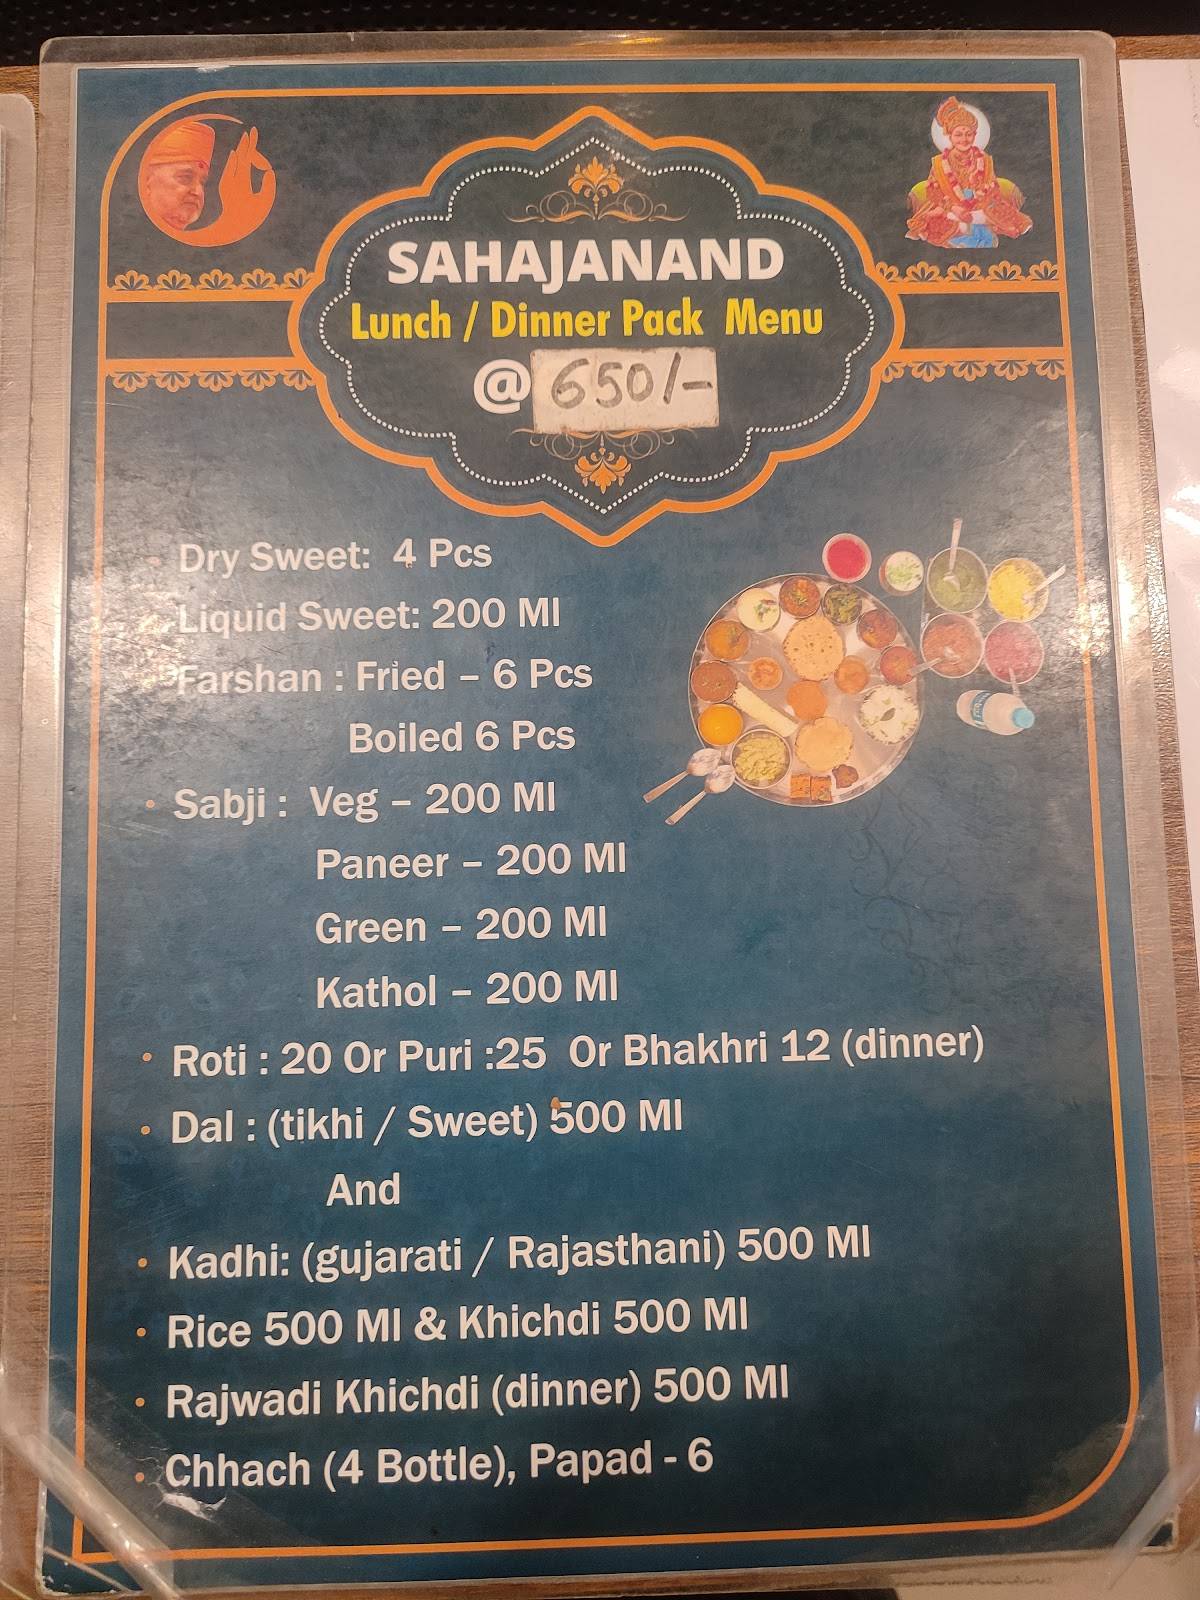 SAHAJANAND
Lunch / Dinner Pack Menu
@ 650/-
• Dry Sweet: 4 Pcs
Liquid Sweet: 200 Ml
Farshan : Fried – 6 Pcs
Boiled 6 Pcs
• Sabji : Veg – 200 Ml
Paneer – 200 Ml
Green – 200 Ml
Kathol – 200 Ml
• Roti : 20 Or Puri :25 Or Bhakhri 12 (dinner)
• Dal : (tikhi / Sweet) 500 Ml
And
• Kadhi: (gujarati / Rajasthani) 500 Ml
• Rice 500 Ml & Khichdi 500 Ml
• Rajwadi Khichdi (dinner) 500 Ml
• Chhach (4 Bottle), Papad - 6